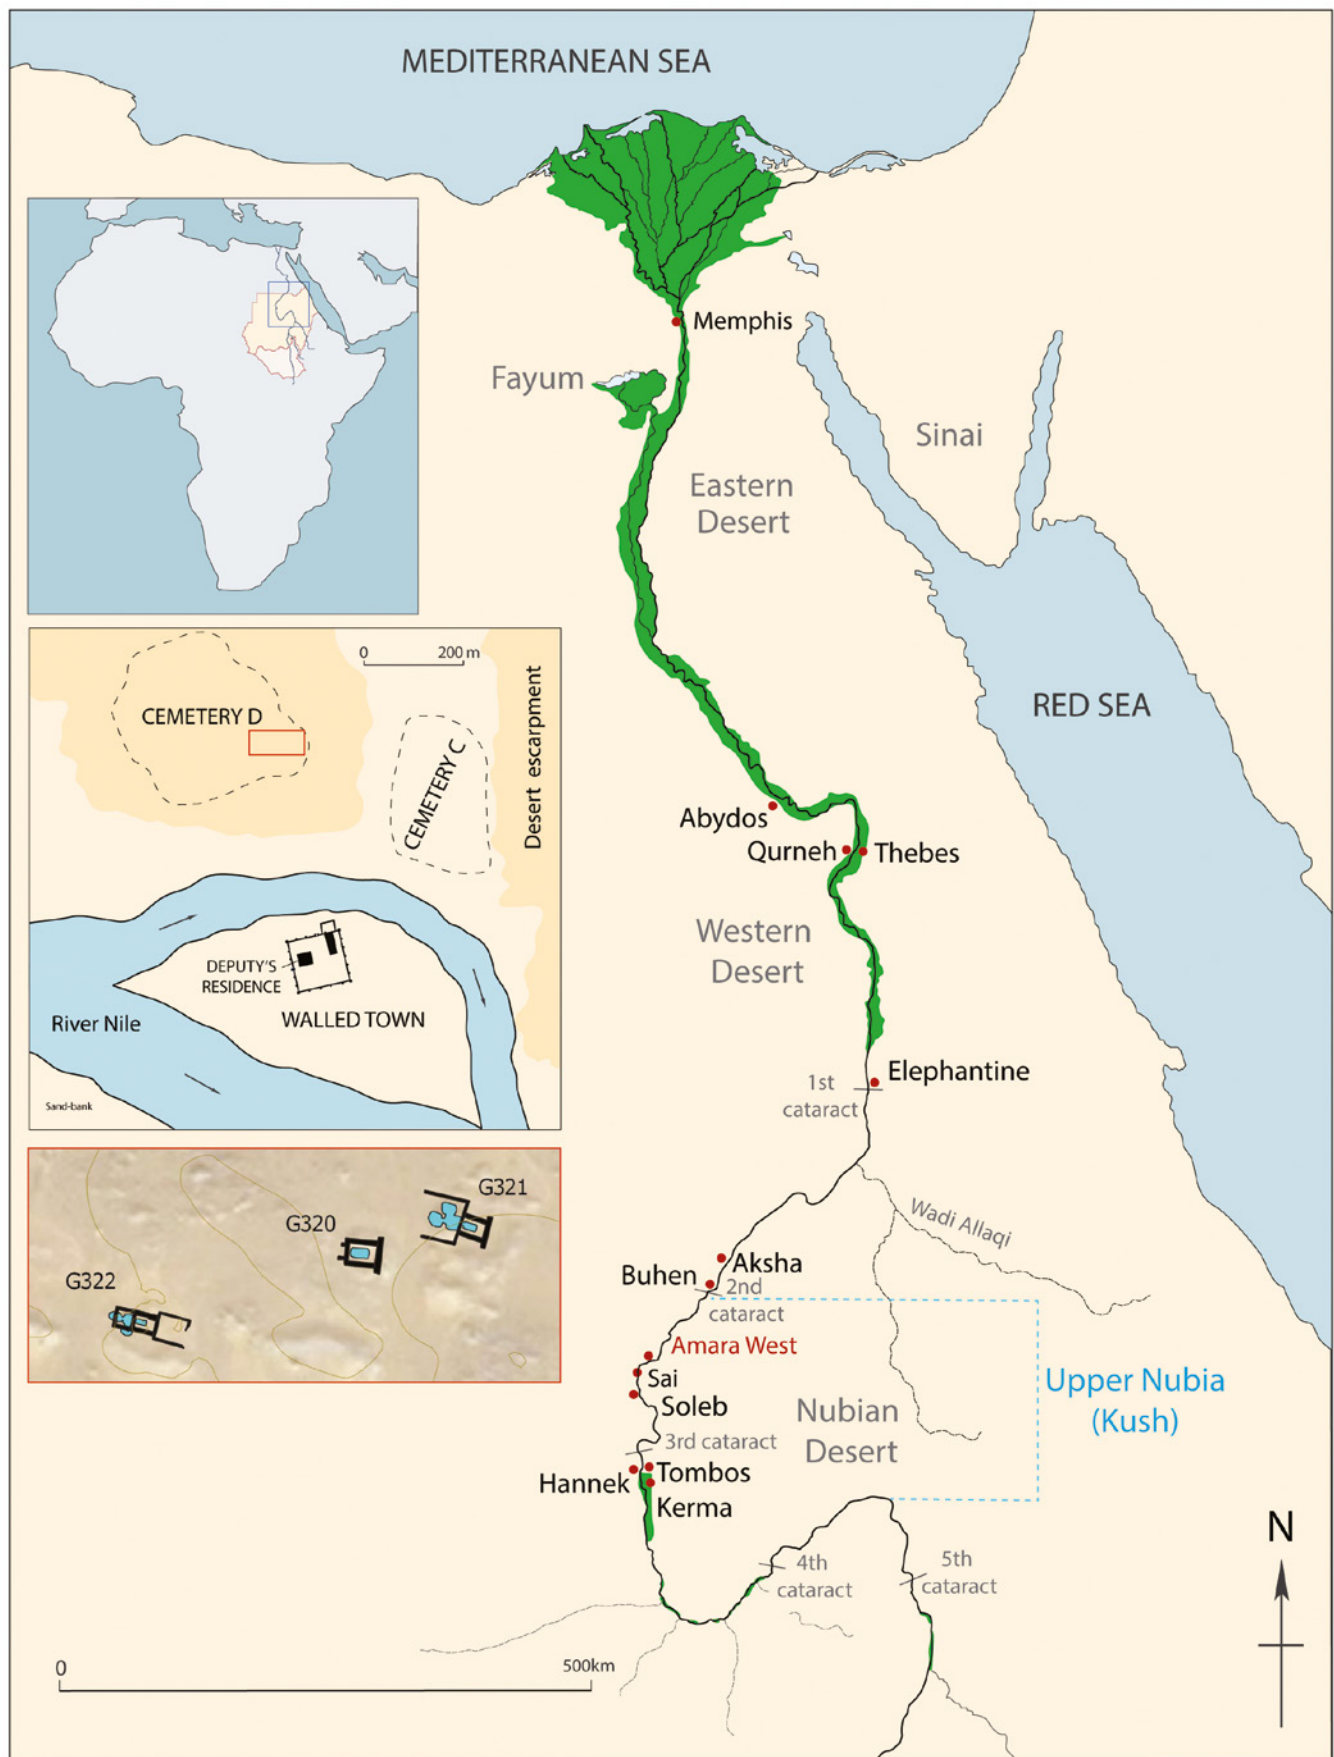 MEDITERRANEAN SEA
Memphis
Fayum
Sinai
Eastern
Desert
RED SEA
Abydos
Qurneh
Thebes
Western
Desert
Elephantine
1st
cataract
Wadi Allaqi
Aksha
Buhen
2nd
cataract
Amara West
Sai
Soleb
Upper Nubia
(Kush)
Nubian
Desert
3rd cataract
Tombos
Hannek
Kerma
4th
cataract
5th
cataract
N
0
500km
0
200 m
CEMETERY D
CEMETERY C
Desert escarpment
DEPUTY'S
RESIDENCE
WALLED TOWN
River Nile
Sand-bank
G321
G320
G322